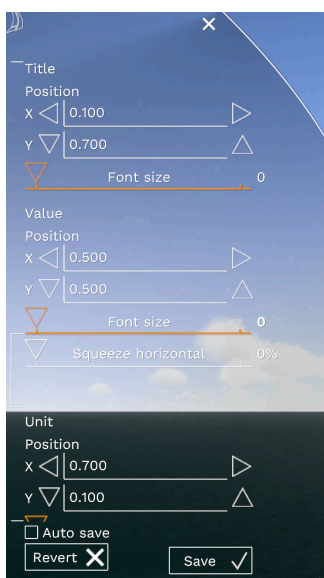 Title
Position
X 0.100
Y 0.700
Font size 0
Value
Position
X 0.500
Y 0.500
Font size 0
Squeeze horizontal 0%
Unit
Position
X 0.700
Y 0.100
Auto save
Revert Save